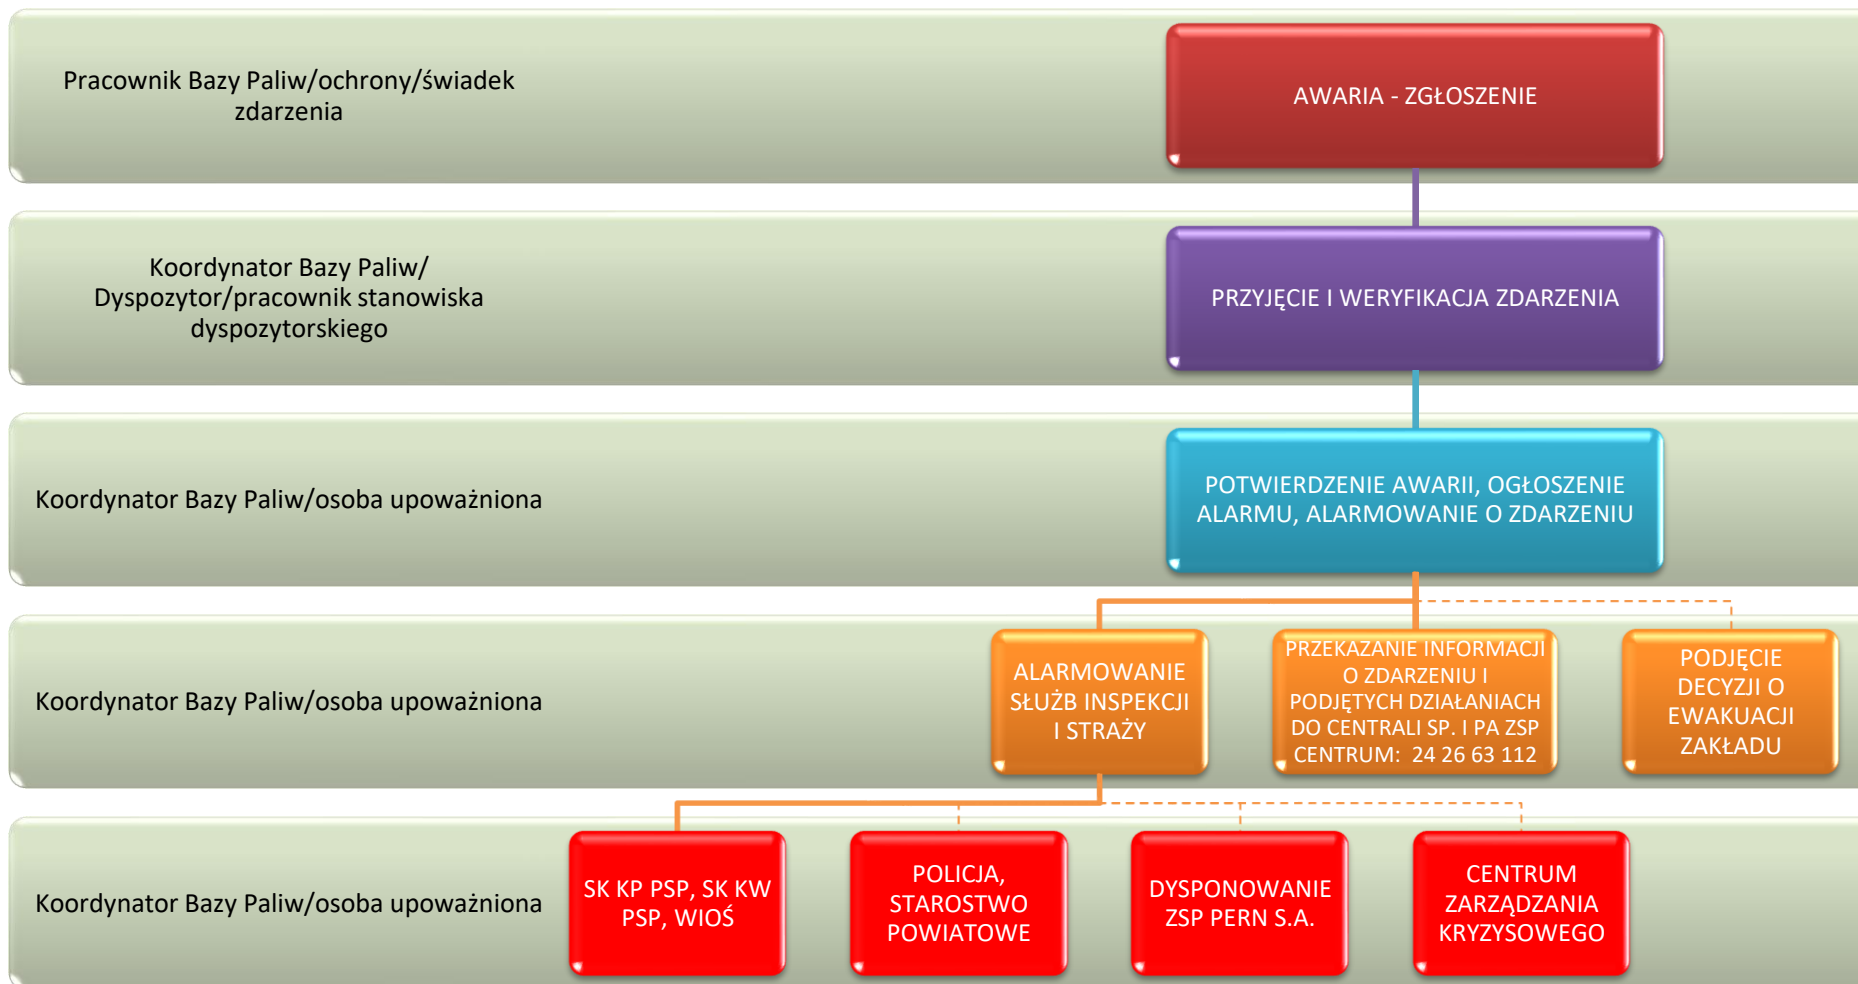 Pracownik Bazy Paliw/ochrony/świadek
zdarzenia
AWARIA - ZGŁOSZENIE
Koordynator Bazy Paliw/
Dyspozytor/pracownik stanowiska
dyspozytorskiego
PRZYJĘCIE I WERYFIKACJA ZDARZENIA
Koordynator Bazy Paliw/osoba upoważniona
POTWIERDZENIE AWARII, OGŁOSZENIE
ALARMU, ALARMOWANIE O ZDARZENIU
Koordynator Bazy Paliw/osoba upoważniona
ALARMOWANIE
SŁUŻB INSPEKCJI
I STRAŻY
PRZEKAZANIE INFORMACJI
O ZDARZENIU I
PODJĘTYCH DZIAŁANIACH
DO CENTRALI SP. I PA ZSP
CENTRUM: 24 26 63 112
PODJĘCIE
DECYZJI O
EWAKUACJI
ZAKŁADU
Koordynator Bazy Paliw/osoba upoważniona
SK KP PSP, SK KW
PSP, WIOŚ
POLICJA,
STAROSTWO
POWIATOWE
DYSPONOWANIE
ZSP PERN S.A.
CENTRUM
ZARZĄDZANIA
KRYZYSOWEGO